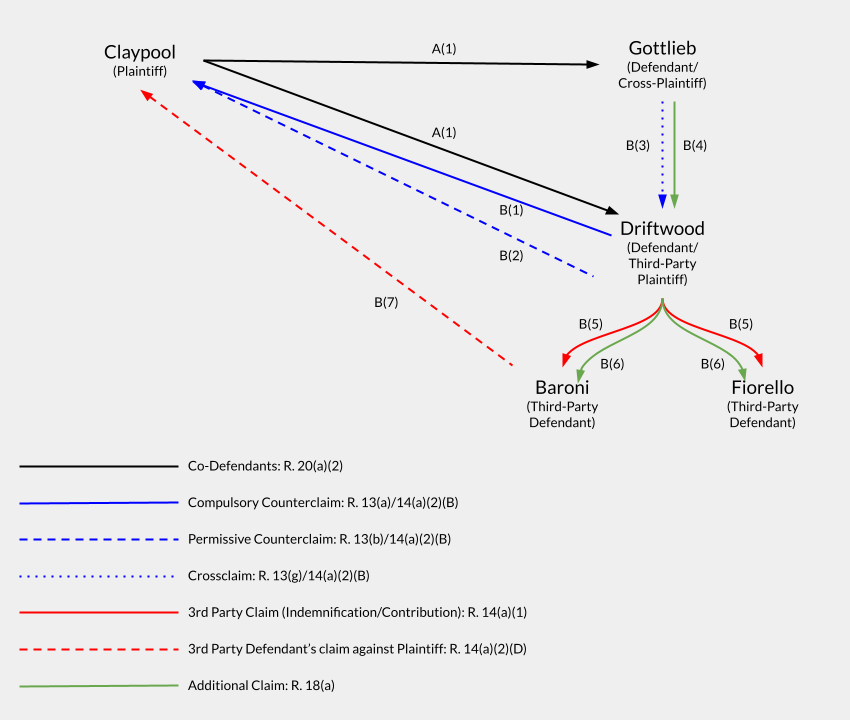 Claypool
(Plaintiff)
A(1)
Gottlieb
(Defendant/
Cross-Plaintiff)
A(1)
B(3)
B(4)
B(1)
B(2)
Driftwood
(Defendant/
Third-Party
Plaintiff)
B(7)
B(5)
B(5)
B(6)
B(6)
Baroni
(Third-Party
Defendant)
Fiorello
(Third-Party
Defendant)
Co-Defendants: R. 20(a)(2)
Compulsory Counterclaim: R. 13(a)/14(a)(2)(B)
Permissive Counterclaim: R. 13(b)/14(a)(2)(B)
Crossclaim: R. 13(g)/14(a)(2)(B)
3rd Party Claim (Indemnification/Contribution): R. 14(a)(1)
3rd Party Defendant’s claim against Plaintiff: R. 14(a)(2)(D)
Additional Claim: R. 18(a)